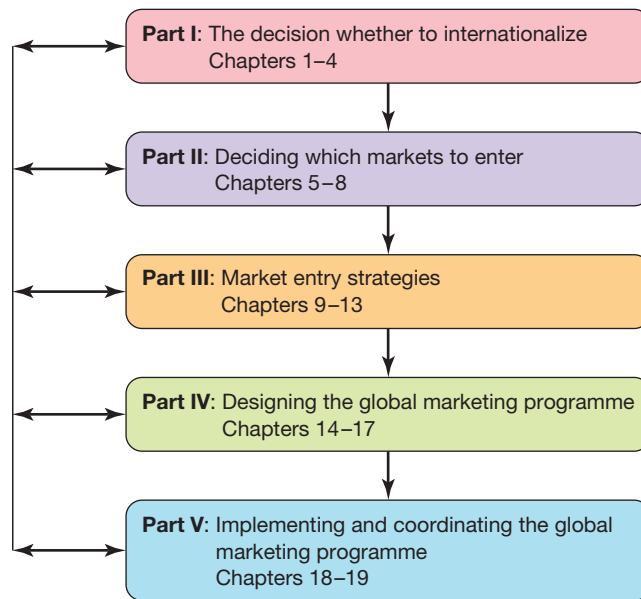 Part I: The decision whether to internationalize
Chapters 1–4
Part II: Deciding which markets to enter
Chapters 5–8
Part III: Market entry strategies
Chapters 9–13
Part IV: Designing the global marketing programme
Chapters 14–17
Part V: Implementing and coordinating the global
marketing programme
Chapters 18–19